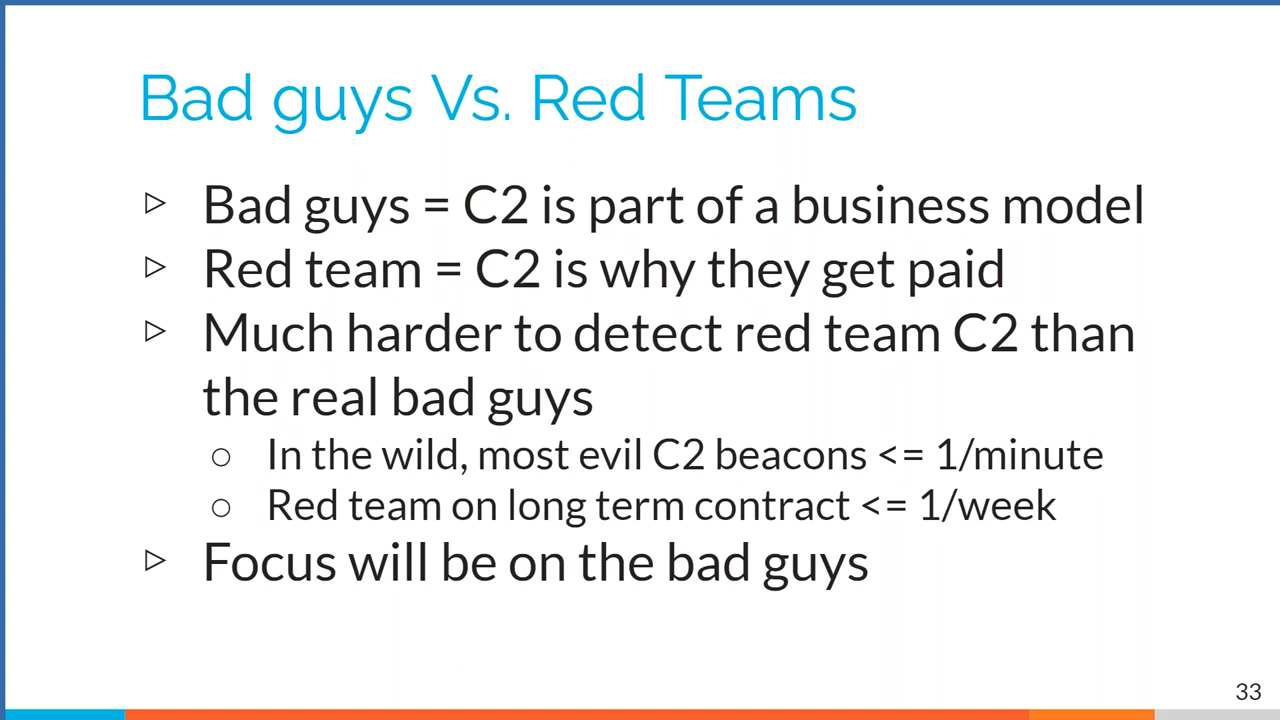 Bad guys Vs. Red Teams
▷ Bad guys = C2 is part of a business model
▷ Red team = C2 is why they get paid
▷ Much harder to detect red team C2 than
the real bad guys
○ In the wild, most evil C2 beacons <= 1/minute
○ Red team on long term contract <= 1/week
▷ Focus will be on the bad guys
33